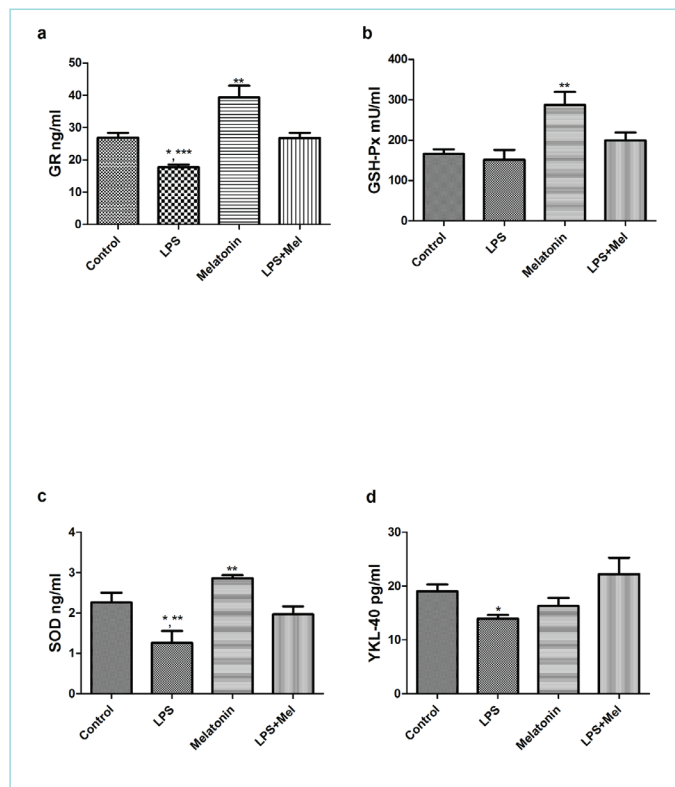 a
GR ng/ml
50
40
30
20
10
0
*,***
**
Control
LPS
Melatonin
LPS+Mel
b
GSH-Px mU/ml
400
300
200
100
0
**
Control
LPS
Melatonin
LPS+Mel
c
SOD ng/ml
4
3
2
1
0
*,**
**
Control
LPS
Melatonin
LPS+Mel
d
YKL-40 pg/ml
30
20
10
0
*
Control
LPS
Melatonin
LPS+Mel